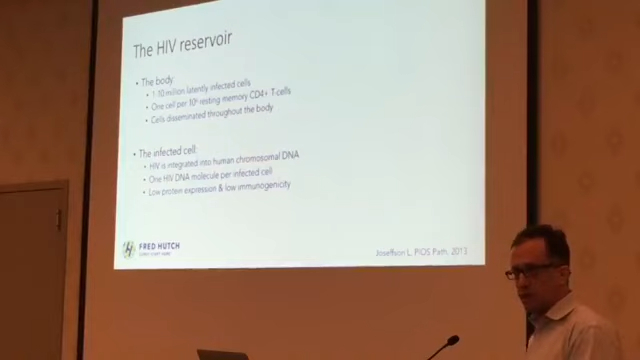 The HIV reservoir
• The body:
• 1-10 million latently infected cells
• One cell per 10⁶ resting memory CD4+ T-cells
• Cells disseminated throughout the body
• The infected cell:
• HIV is integrated into human chromosomal DNA
• One HIV DNA molecule per infected cell
• Low protein expression & low immunogenicity
FRED HUTCH
Joseffson L, PlOS Path, 2013